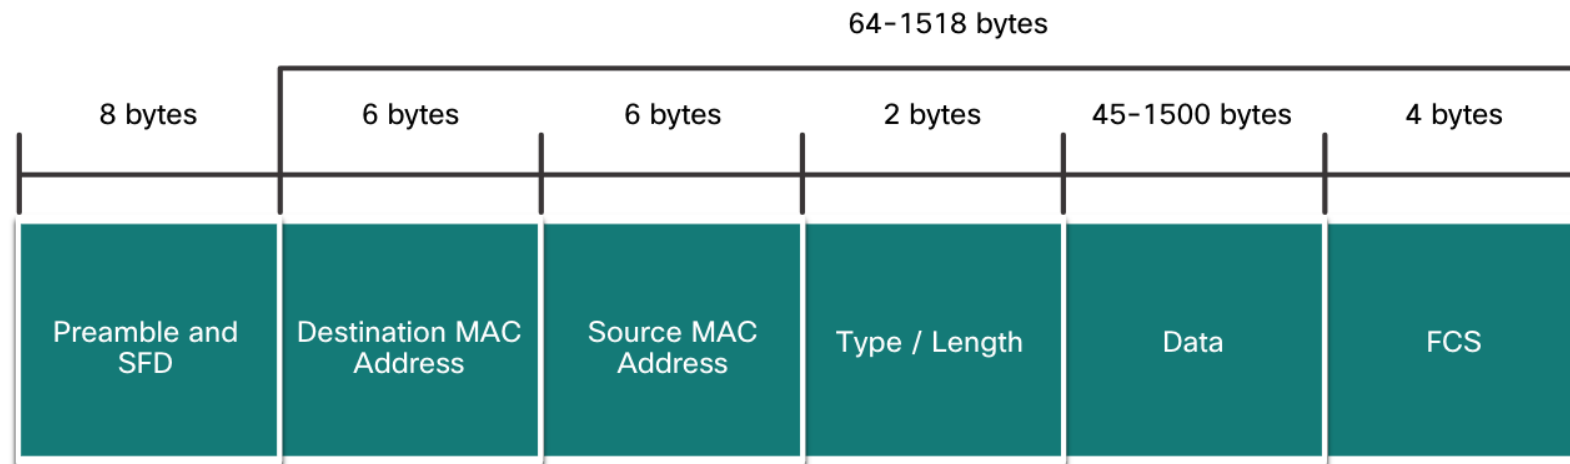 64-1518 bytes
8 bytes
6 bytes
6 bytes
2 bytes
45-1500 bytes
4 bytes
Preamble and
SFD
Destination MAC
Address
Source MAC
Address
Type / Length
Data
FCS